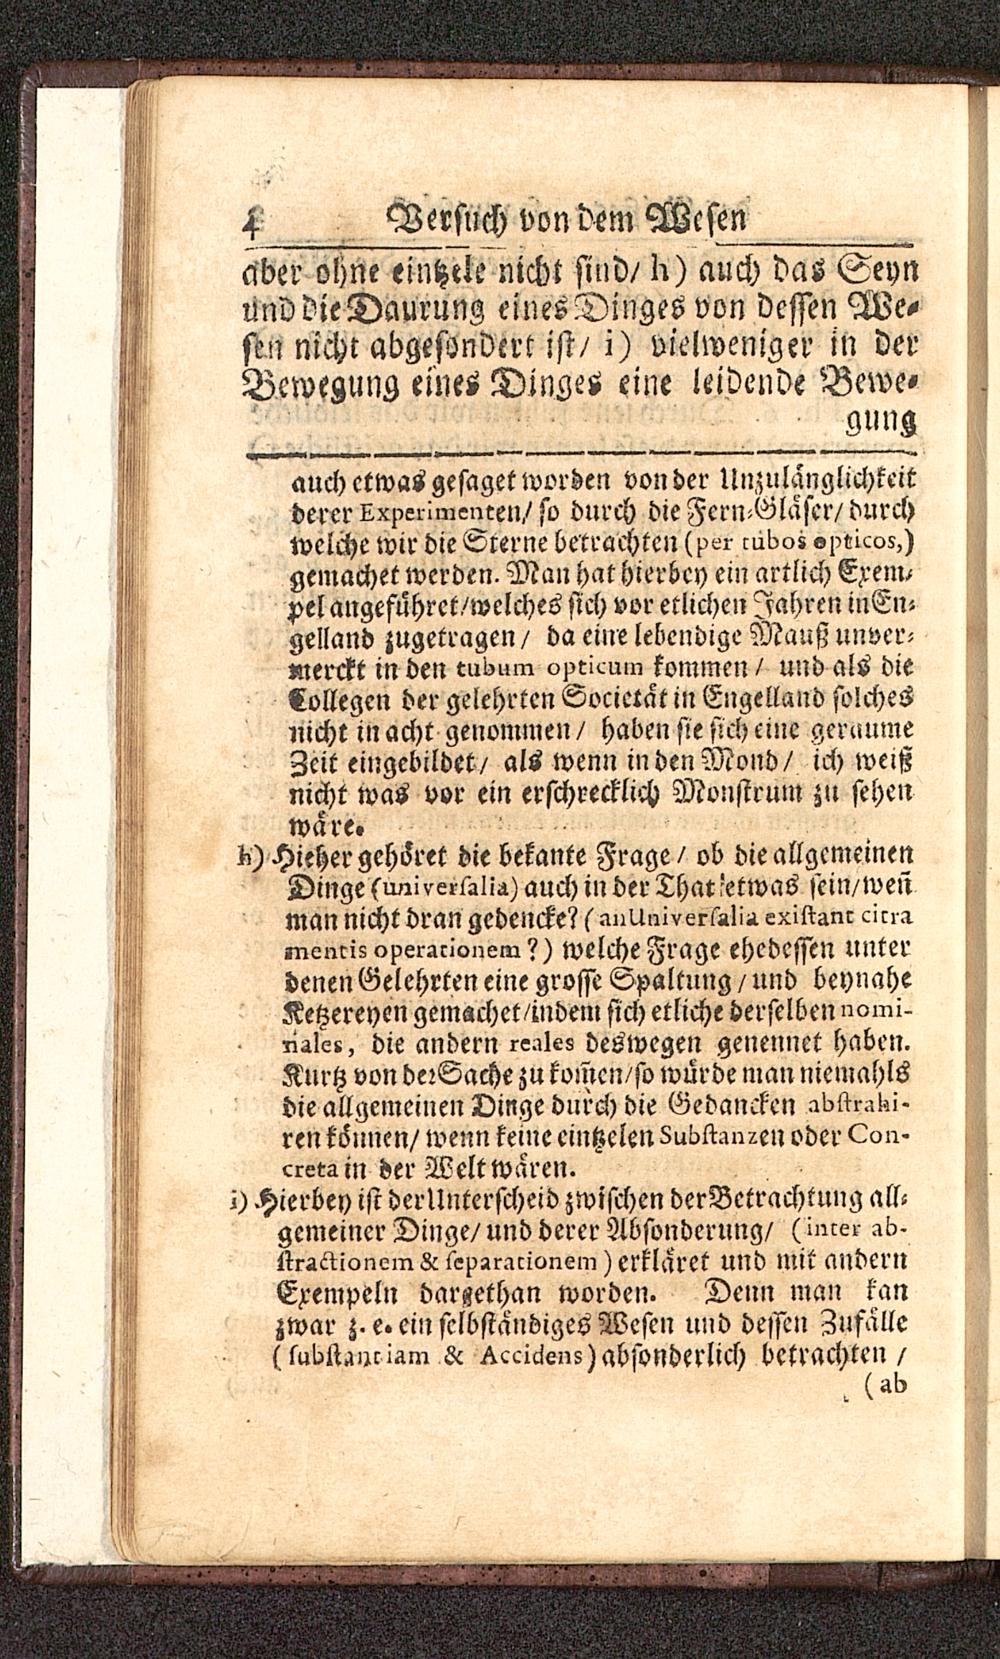 4 Versuch von dem Wesen
aber ohne eintzele nicht sind/ h) auch das Seyn
und die Daurung eines Dinges von dessen We-
sen nicht abgesondert ist/ i) vielweniger in der
Bewegung eines Dinges eine leidende Bewe-
gung
auch etwas gesaget worden von der Unzulänglichkeit
derer Experimenten/ so durch die Fern-Gläser/ durch
welche wir die Sterne betrachten (per tubos opticos,)
gemachet werden. Man hat hierbey ein artlich Exem-
pel angeführet/welches sich vor etlichen Jahren in En-
gelland zugetragen/ da eine lebendige Mauß unver-
merckt in den tubum opticum kommen/ und als die
Collegen der gelehrten Societät in Engelland solches
nicht in acht genommen/ haben sie sich eine geraume
Zeit eingebildet/ als wenn in den Mond/ ich weiß
nicht was vor ein erschrecklich Monstrum zu sehen
wäre.
h) Hieher gehöret die bekante Frage/ ob die allgemeinen
Dinge (universalia) auch in der That etwas sein/wen̄
man nicht dran gedencke? (an Universalia existant citra
mentis operationem?) welche Frage ehedessen unter
denen Gelehrten eine grosse Spaltung/ und beynahe
Ketzereyen gemachet/indem sich etliche derselben nomi-
nales, die andern reales deswegen genennet haben.
Kurtz von der Sache zu kom̄en/so würde man niemahls
die allgemeinen Dinge durch die Gedancken abstrahi-
ren können/ wenn keine eintzelen Substanzen oder Con-
creta in der Welt wären.
i) Hierbey ist der Unterscheid zwischen der Betrachtung all-
gemeiner Dinge/ und derer Absonderung/ (inter ab-
stractionem & separationem) erkläret und mit andern
Exempeln dargethan worden. Denn man kan
zwar z. e. ein selbständiges Wesen und dessen Zufälle
(substantiam & Accidens) absonderlich betrachten/
(ab